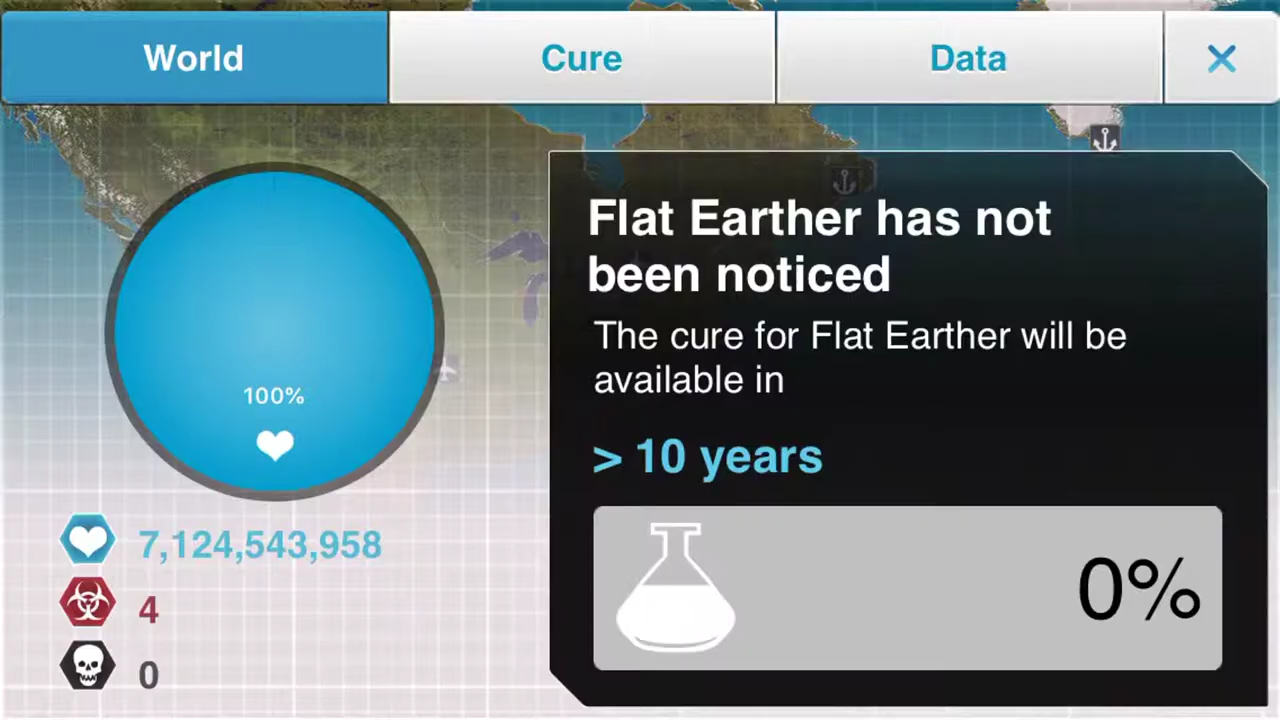 World
Cure
Data
Flat Earther has not
been noticed
The cure for Flat Earther will be
available in
> 10 years
0%
100%
7,124,543,958
4
0